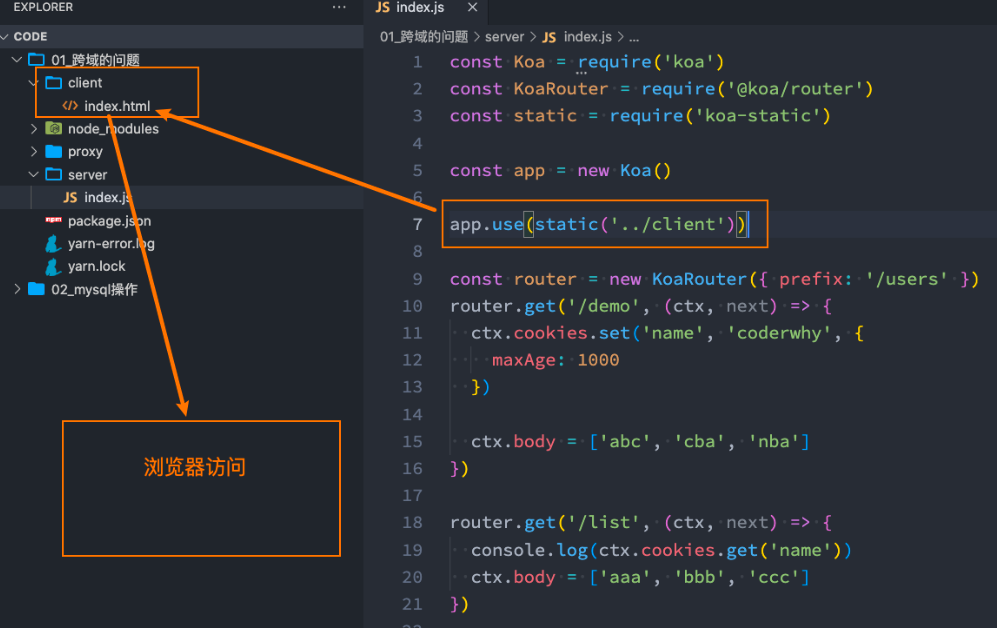 EXPLORER
···
JS index.js ×
CODE
01_跨域的问题
client
index.html
node_modules
proxy
server
JS index.js
package.json
yarn-error.log
yarn.lock
02_mysql操作
浏览器访问
01_跨域的问题 > server > JS index.js > ...
1 const Koa = require('koa')
2 const KoaRouter = require('@koa/router')
3 const static = require('koa-static')
4
5 const app = new Koa()
6
7 app.use(static('../client'))
8
9 const router = new KoaRouter({ prefix: '/users' })
10 router.get('/demo', (ctx, next) => {
11 ctx.cookies.set('name', 'coderwhy', {
12 maxAge: 1000
13 })
14
15 ctx.body = ['abc', 'cba', 'nba']
16 })
17
18 router.get('/list', (ctx, next) => {
19 console.log(ctx.cookies.get('name'))
20 ctx.body = ['aaa', 'bbb', 'ccc']
21 })